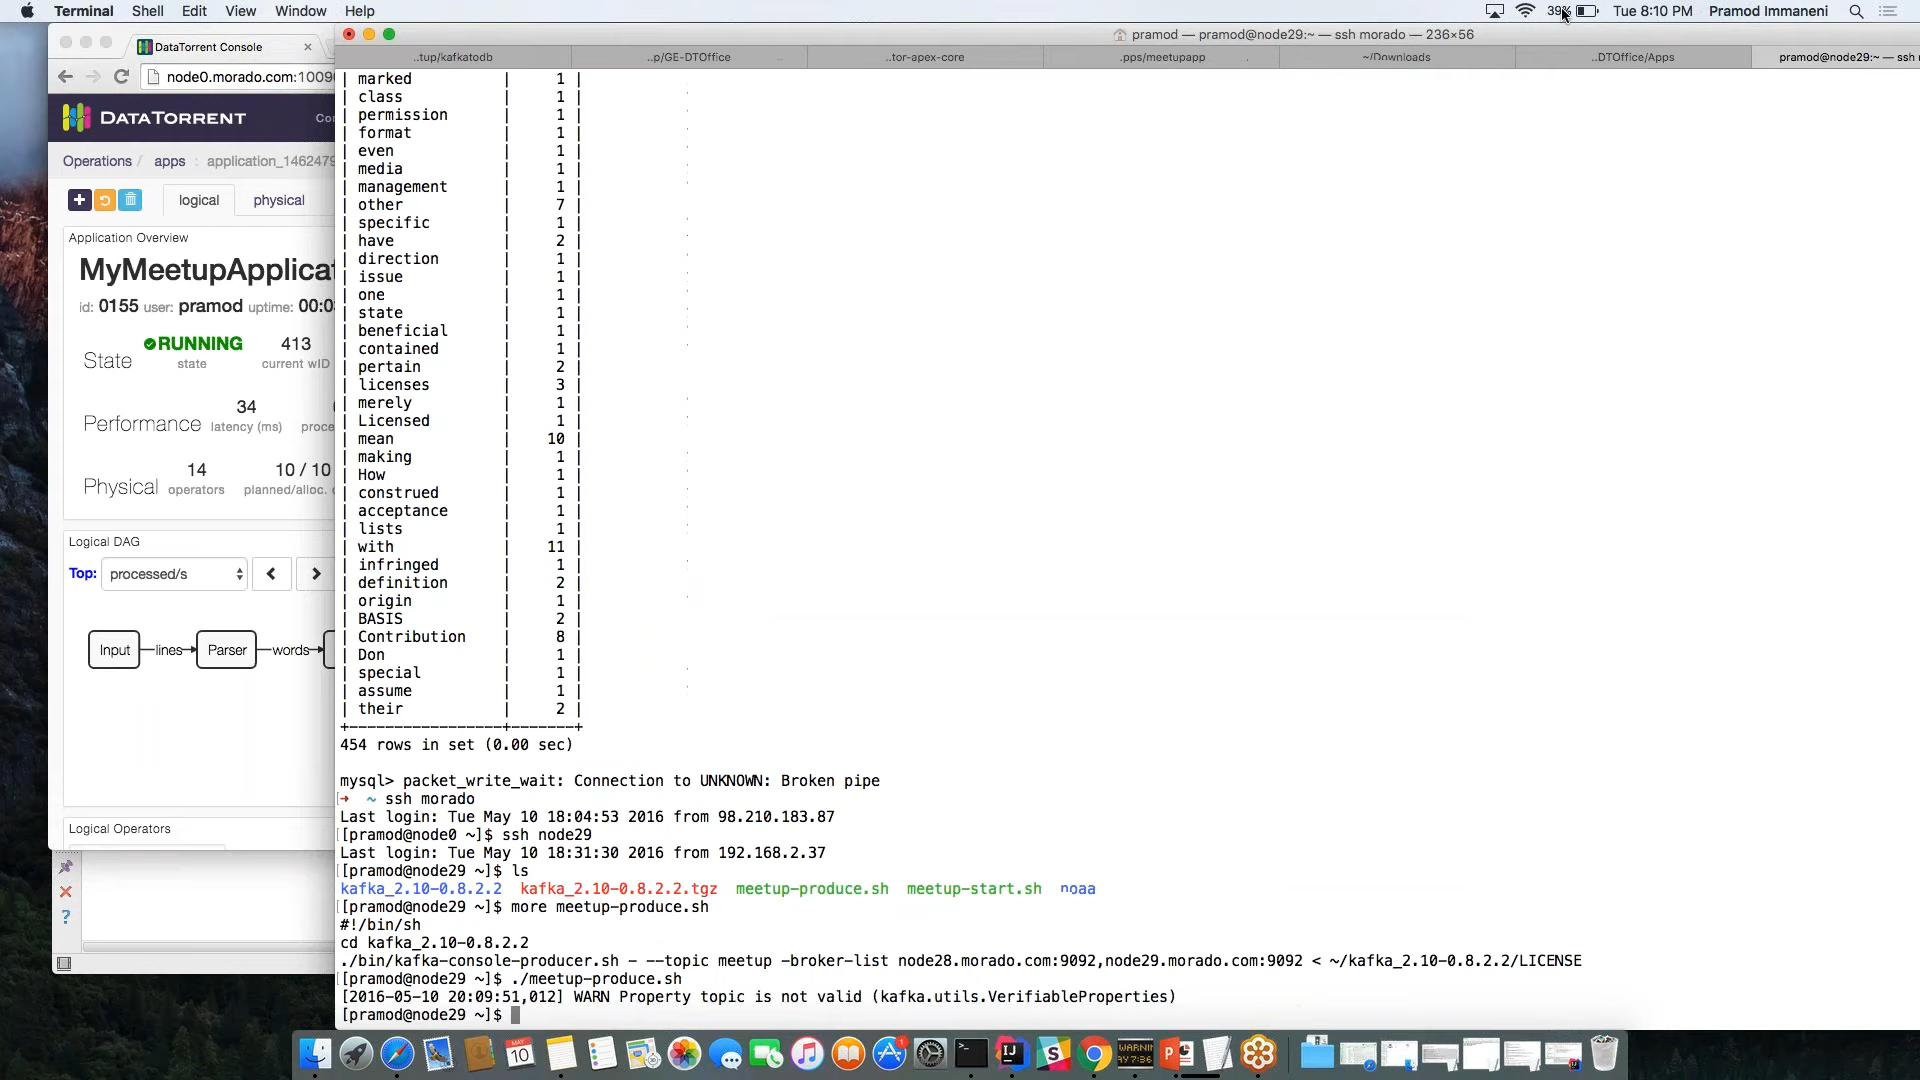 Terminal Shell Edit View Window Help
39% Tue 8:10 PM Pramod Immaneni
DataTorrent Console
node0.morado.com:1009
DATATORRENT
Operations / apps application_1462479
logical physical
Application Overview
MyMeetupApplica
id: 0155 user: pramod uptime: 00:0
State RUNNING 413
state current wID
Performance 34
latency (ms) proce
Physical 14 10 / 10
operators planned/alloc.
Logical DAG
Top: processed/s < >
Input lines Parser words
Logical Operators
?
pramod — pramod@node29:~ — ssh morado — 236×56
..tup/kafkatodb ..p/GE-DTOffice ..tor-apex-core .pps/meetupapp ~/Downloads ..DTOffice/Apps pramod@node29:~ — ssh
| marked | 1 |
| class | 1 |
| permission | 1 |
| format | 1 |
| even | 1 |
| media | 1 |
| management | 1 |
| other | 7 |
| specific | 1 |
| have | 2 |
| direction | 1 |
| issue | 1 |
| one | 1 |
| state | 1 |
| beneficial | 1 |
| contained | 1 |
| pertain | 2 |
| licenses | 3 |
| merely | 1 |
| Licensed | 1 |
| mean | 10 |
| making | 1 |
| How | 1 |
| construed | 1 |
| acceptance | 1 |
| lists | 1 |
| with | 11 |
| infringed | 1 |
| definition | 2 |
| origin | 1 |
| BASIS | 2 |
| Contribution | 8 |
| Don | 1 |
| special | 1 |
| assume | 1 |
| their | 2 |
+-----------------+-------+
454 rows in set (0.00 sec)
mysql> packet_write_wait: Connection to UNKNOWN: Broken pipe
➜ ~ ssh morado
Last login: Tue May 10 18:04:53 2016 from 98.210.183.87
[pramod@node0 ~]$ ssh node29
Last login: Tue May 10 18:31:30 2016 from 192.168.2.37
[pramod@node29 ~]$ ls
kafka_2.10-0.8.2.2 kafka_2.10-0.8.2.2.tgz meetup-produce.sh meetup-start.sh noaa
[pramod@node29 ~]$ more meetup-produce.sh
#!/bin/sh
cd kafka_2.10-0.8.2.2
./bin/kafka-console-producer.sh - --topic meetup -broker-list node28.morado.com:9092,node29.morado.com:9092 < ~/kafka_2.10-0.8.2.2/LICENSE
[pramod@node29 ~]$ ./meetup-produce.sh
[2016-05-10 20:09:51,012] WARN Property topic is not valid (kafka.utils.VerifiableProperties)
[pramod@node29 ~]$